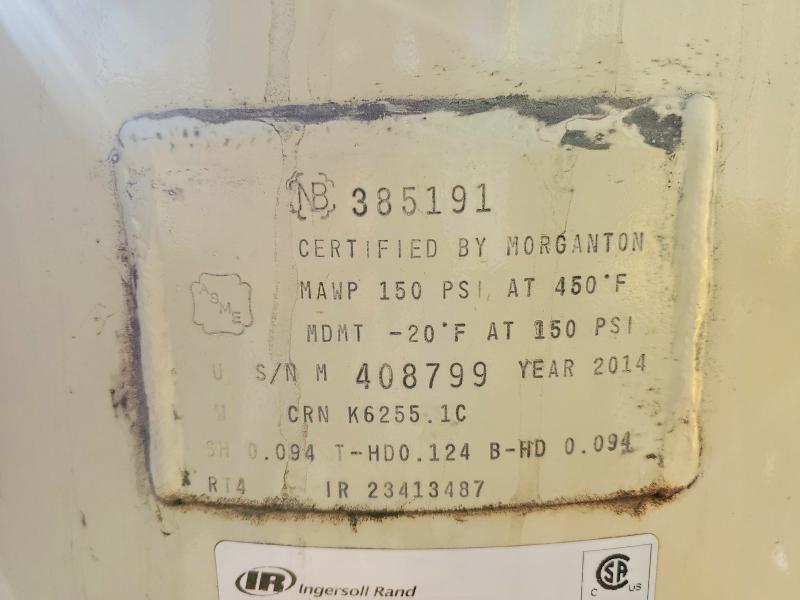 NB 385191
CERTIFIED BY MORGANTON
ASME
MAWP 150 PSI AT 450°F
MDMT -20°F AT 150 PSI
U S/N M 408799 YEAR 2014
CRN K6255.1C
SH 0.094 T-HD0.124 B-HD 0.094
RT4 IR 23413487
IR Ingersoll Rand
C SA US